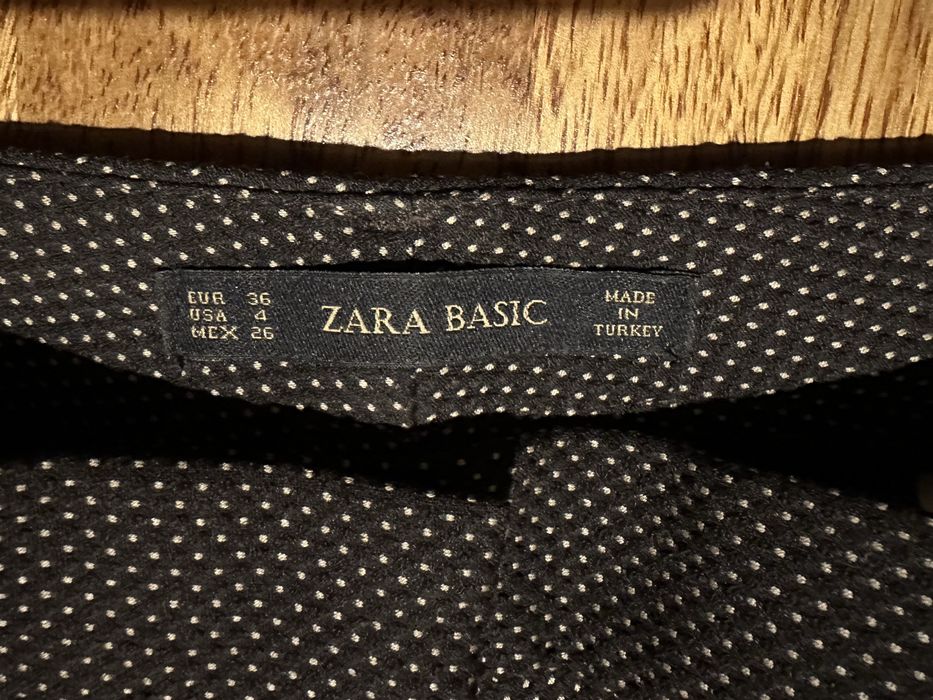 EUR 36
USA 4
MEX 26
ZARA BASIC
MADE
IN
TURKEY